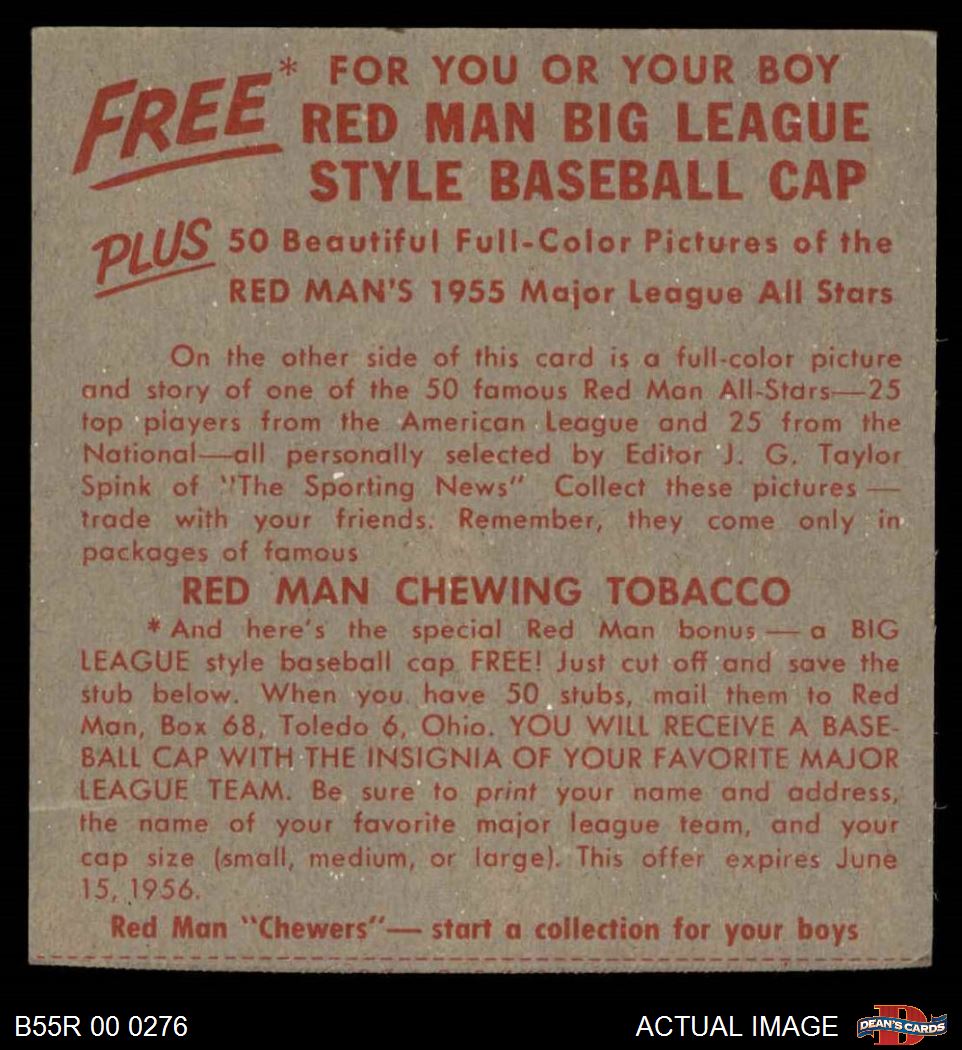 FREE* FOR YOU OR YOUR BOY
RED MAN BIG LEAGUE
STYLE BASEBALL CAP
PLUS 50 Beautiful Full-Color Pictures of the
RED MAN'S 1955 Major League All Stars
On the other side of this card is a full-color picture
and story of one of the 50 famous Red Man All-Stars—25
top players from the American League and 25 from the
National—all personally selected by Editor J. G. Taylor
Spink of "The Sporting News" Collect these pictures —
trade with your friends. Remember, they come only in
packages of famous
RED MAN CHEWING TOBACCO
*And here's the special Red Man bonus — a BIG
LEAGUE style baseball cap FREE! Just cut off and save the
stub below. When you have 50 stubs, mail them to Red
Man, Box 68, Toledo 6, Ohio. YOU WILL RECEIVE A BASE-
BALL CAP WITH THE INSIGNIA OF YOUR FAVORITE MAJOR
LEAGUE TEAM. Be sure to print your name and address,
the name of your favorite major league team, and your
cap size (small, medium, or large). This offer expires June
15, 1956.
Red Man "Chewers"— start a collection for your boys
B55R 00 0276
ACTUAL IMAGE
DEAN'S CARDS